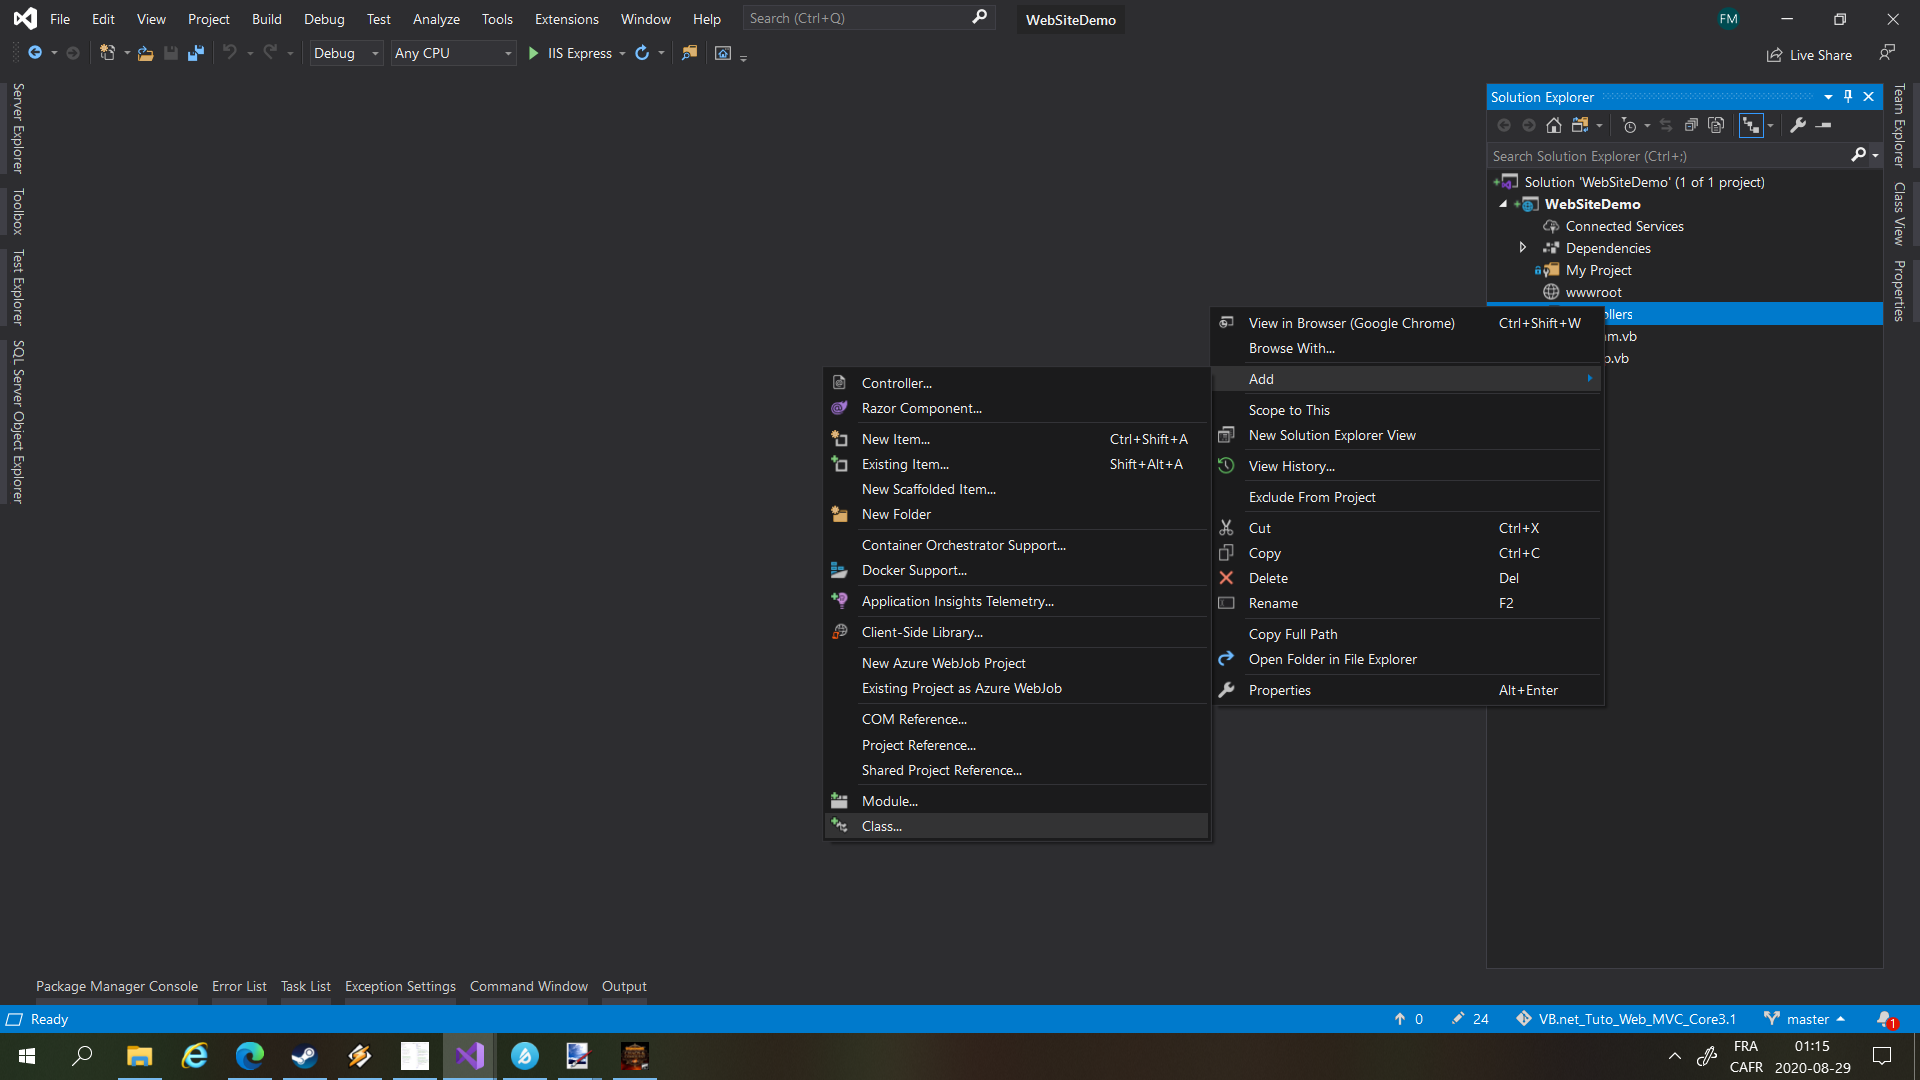 File Edit View Project Build Debug Test Analyze Tools Extensions Window Help Search (Ctrl+Q) WebSiteDemo FM
Debug Any CPU IIS Express Live Share
Server Explorer
Toolbox
Test Explorer
SQL Server Object Explorer
Solution Explorer
Search Solution Explorer (Ctrl+;)
Solution 'WebSiteDemo' (1 of 1 project)
WebSiteDemo
Connected Services
Dependencies
My Project
wwwroot
ollers
m.vb
p.vb
Team Explorer
Class View
Properties
View in Browser (Google Chrome) Ctrl+Shift+W
Browse With...
Add
Scope to This
New Solution Explorer View
View History...
Exclude From Project
Cut Ctrl+X
Copy Ctrl+C
Delete Del
Rename F2
Copy Full Path
Open Folder in File Explorer
Properties Alt+Enter
Controller...
Razor Component...
New Item... Ctrl+Shift+A
Existing Item... Shift+Alt+A
New Scaffolded Item...
New Folder
Container Orchestrator Support...
Docker Support...
Application Insights Telemetry...
Client-Side Library...
New Azure WebJob Project
Existing Project as Azure WebJob
COM Reference...
Project Reference...
Shared Project Reference...
Module...
Class...
Package Manager Console Error List Task List Exception Settings Command Window Output
Ready 0 24 VB.net_Tuto_Web_MVC_Core3.1 master 1
FRA 01:15
CAFR 2020-08-29